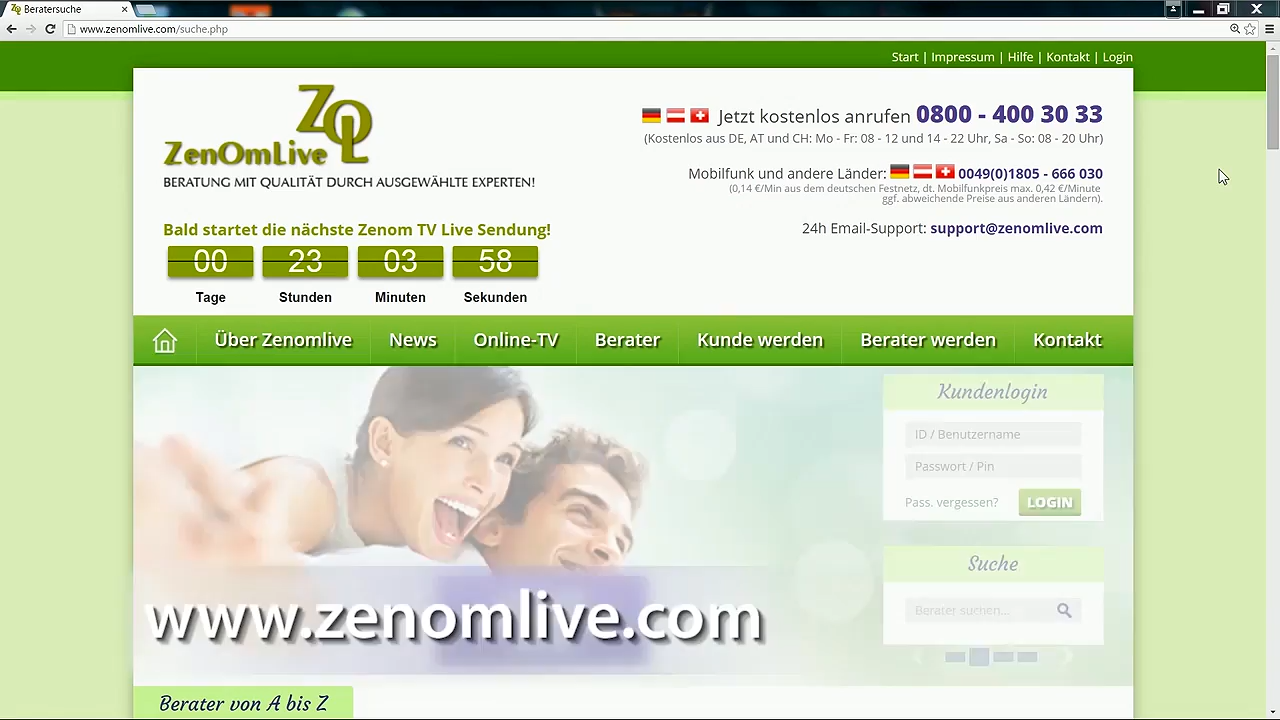 Beratersuche
www.zenomlive.com/suche.php
Start | Impressum | Hilfe | Kontakt | Login
ZOL
ZenOmLive
BERATUNG MIT QUALITÄT DURCH AUSGEWÄHLTE EXPERTEN!
Jetzt kostenlos anrufen 0800 - 400 30 33
(Kostenlos aus DE, AT und CH: Mo - Fr: 08 - 12 und 14 - 22 Uhr, Sa - So: 08 - 20 Uhr)
Mobilfunk und andere Länder: 0049(0)1805 - 666 030
(0,14 €/Min aus dem deutschen Festnetz, dt. Mobilfunkpreis max. 0,42 €/Minute
ggf. abweichende Preise aus anderen Ländern).
24h Email-Support: support@zenomlive.com
Bald startet die nächste Zenom TV Live Sendung!
00 23 03 58
Tage Stunden Minuten Sekunden
Über Zenomlive News Online-TV Berater Kunde werden Berater werden Kontakt
Kundenlogin
ID / Benutzername
Passwort / Pin
Pass. vergessen? LOGIN
Suche
Berater suchen...
www.zenomlive.com
Berater von A bis Z